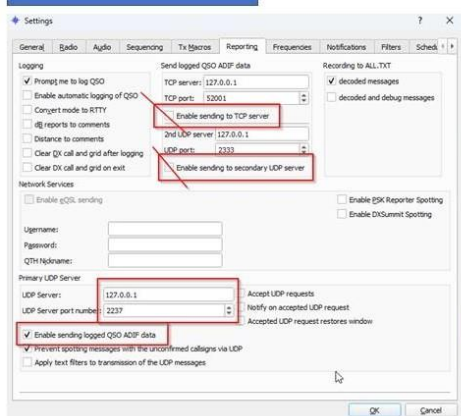 Settings
? X
General Radio Audio Sequencing Tx Macros Reporting Frequencies Notifications Filters Schedu
Logging
Prompt me to log QSO
Enable automatic logging of QSO
Convert mode to RTTY
dB reports to comments
Distance to comments
Clear DX call and grid after logging
Clear DX call and grid on exit
Send logged QSO ADIF data
TCP server: 127.0.0.1
TCP port: 52001
Enable sending to TCP server
2nd UDP server 127.0.0.1
UDP port: 2333
Enable sending to secondary UDP server
Recording to ALL.TXT
decoded messages
decoded and debug messages
Network Services
Enable eQSL sending
Username:
Password:
QTH Nickname:
Enable PSK Reporter Spotting
Enable DXSummit Spotting
Primary UDP Server
UDP Server: 127.0.0.1
UDP Server port number: 2237
Enable sending logged QSO ADIF data
Prevent spotting messages with the unconfirmed callsigns via UDP
Apply text filters to transmission of the UDP messages
Accept UDP requests
Notify on accepted UDP request
Accepted UDP request restores window
OK Cancel